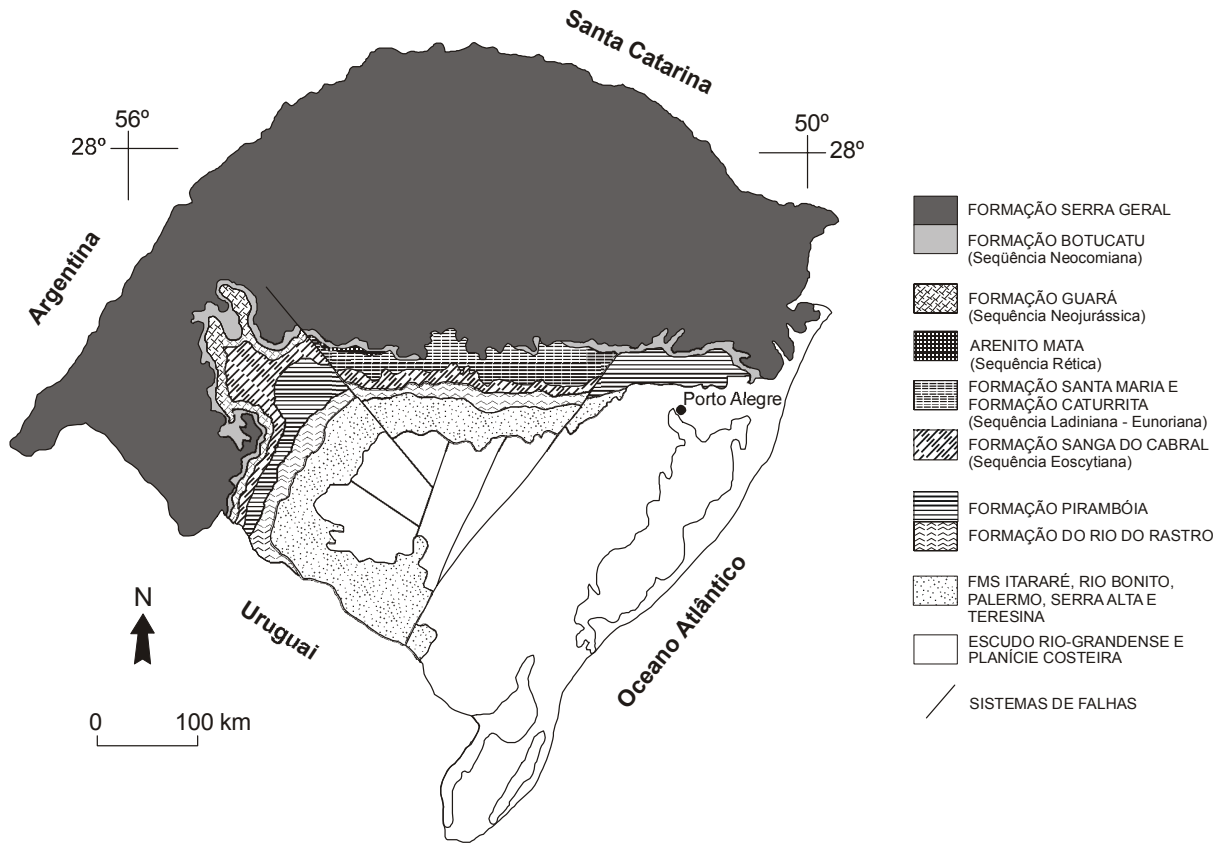 Santa Catarina
56º
28º
50º
28º
Argentina
Porto Alegre
Uruguai
Oceano Atlântico
N
0 100 km
FORMAÇÃO SERRA GERAL
FORMAÇÃO BOTUCATU
(Seqüência Neocomiana)
FORMAÇÃO GUARÁ
(Sequência Neojurássica)
ARENITO MATA
(Sequência Rética)
FORMAÇÃO SANTA MARIA E
FORMAÇÃO CATURRITA
(Sequência Ladiniana - Eunoriana)
FORMAÇÃO SANGA DO CABRAL
(Sequência Eoscytiana)
FORMAÇÃO PIRAMBÓIA
FORMAÇÃO DO RIO DO RASTRO
FMS ITARARÉ, RIO BONITO,
PALERMO, SERRA ALTA E
TERESINA
ESCUDO RIO-GRANDENSE E
PLANÍCIE COSTEIRA
SISTEMAS DE FALHAS